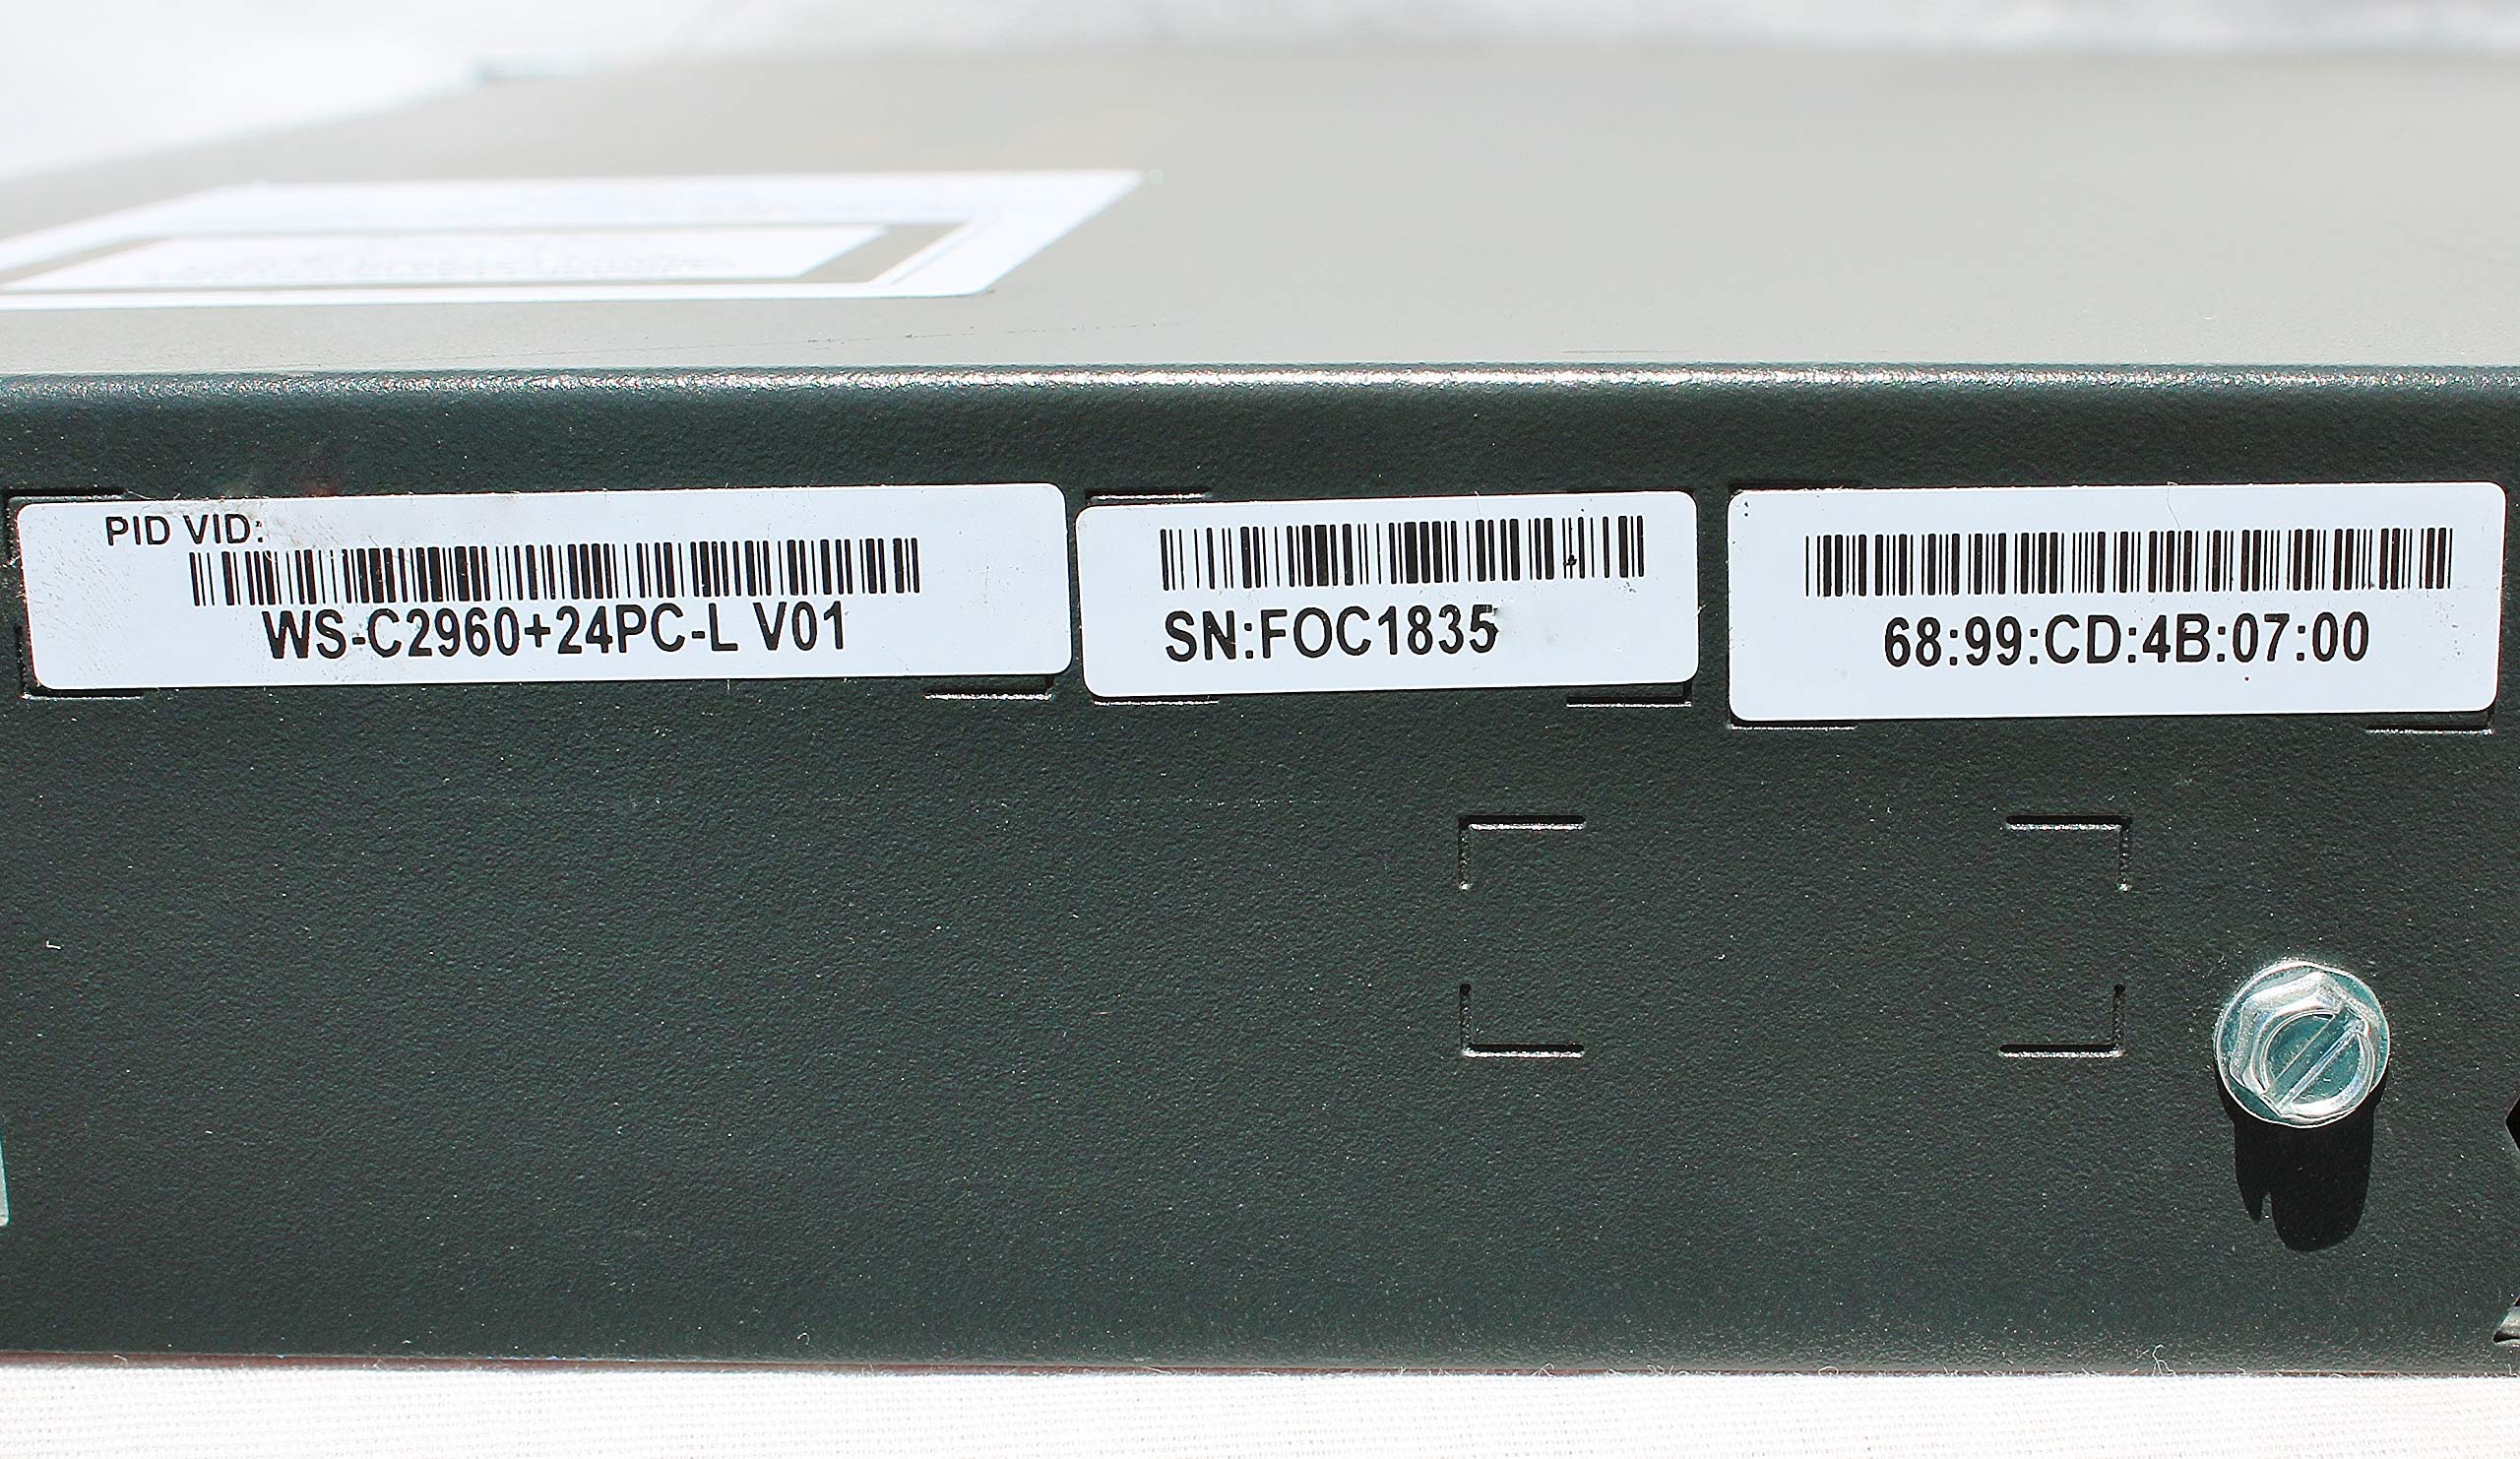 PID VID:
WS-C2960+24PC-L V01
SN:FOC1835
68:99:CD:4B:07:00